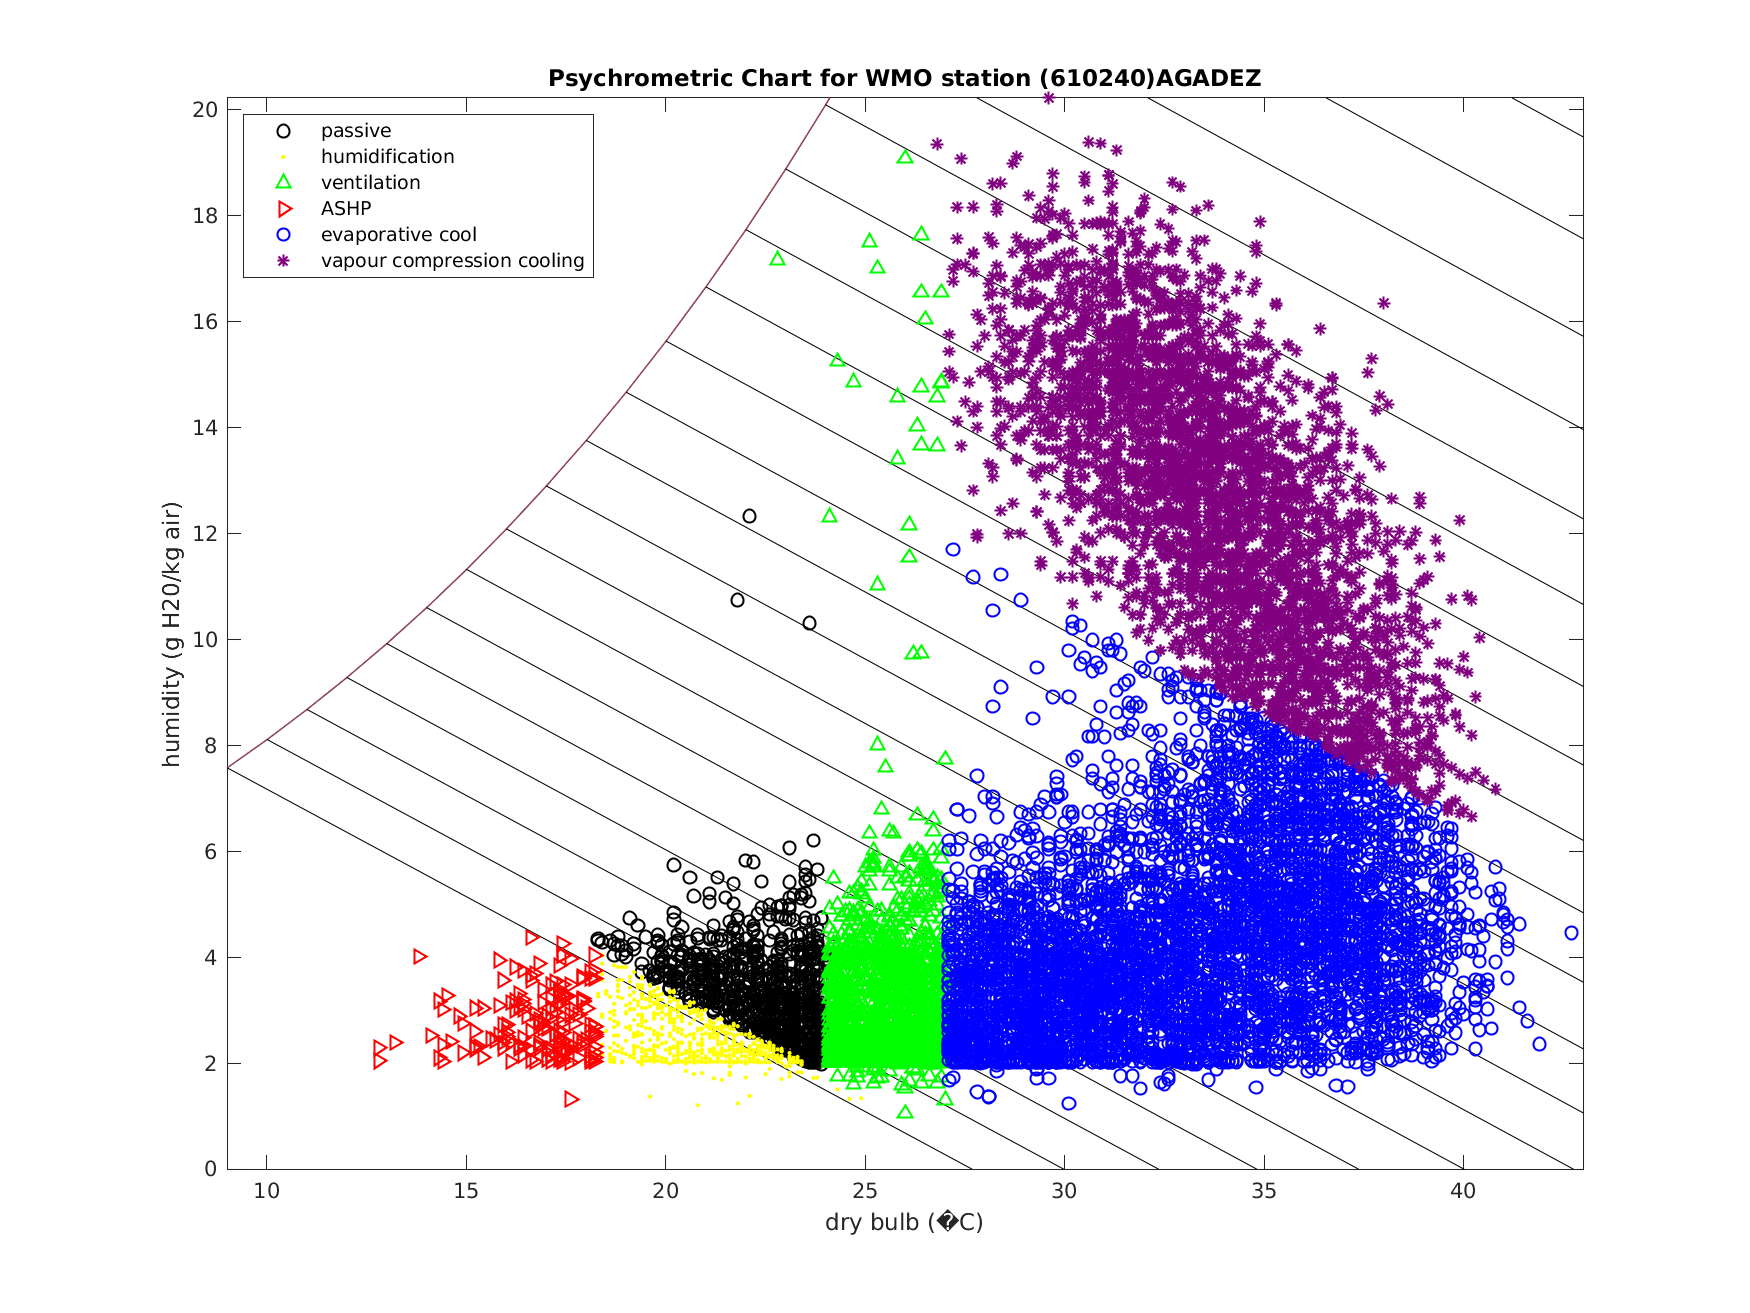 Psychrometric Chart for WMO station (610240)AGADEZ
passive
humidification
ventilation
ASHP
evaporative cool
vapour compression cooling
humidity (g H20/kg air)
20
18
16
14
12
10
8
6
4
2
0
10 15 20 25 30 35 40
dry bulb (�C)